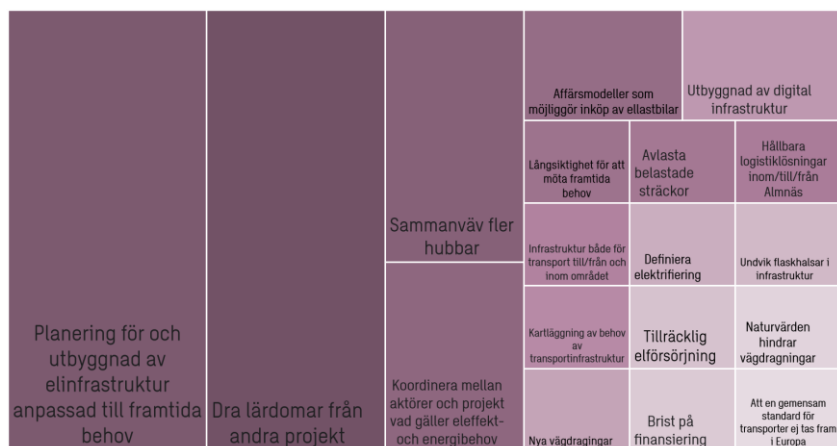 Planering för och
utbyggnad av
elinfrastruktur
anpassad till framtida
behov
Dra lärdomar från
andra projekt
Sammanväv fler
hubbar
Koordinera mellan
aktörer och projekt
vad gäller eleffekt-
och energibehov
Affärsmodeller som
möjliggör inköp av ellastbilar
Utbyggnad av digital
infrastruktur
Långsiktighet för att
möta framtida
behov
Avlasta
belastade
sträckor
Hållbara
logistiklösningar
inom/till/från
Almnäs
Infrastruktur både för
transport till/från och
inom området
Definiera
elektrifiering
Undvik flaskhalsar i
infrastruktur
Kartläggning av behov
av
transportinfrastruktur
Tillräcklig
elförsörjning
Naturvärden
hindrar
vägdragningar
Nya vägdragingar
Brist på
finansiering
Att en gemensam
standard för
transporter ej tas fram
i Europa